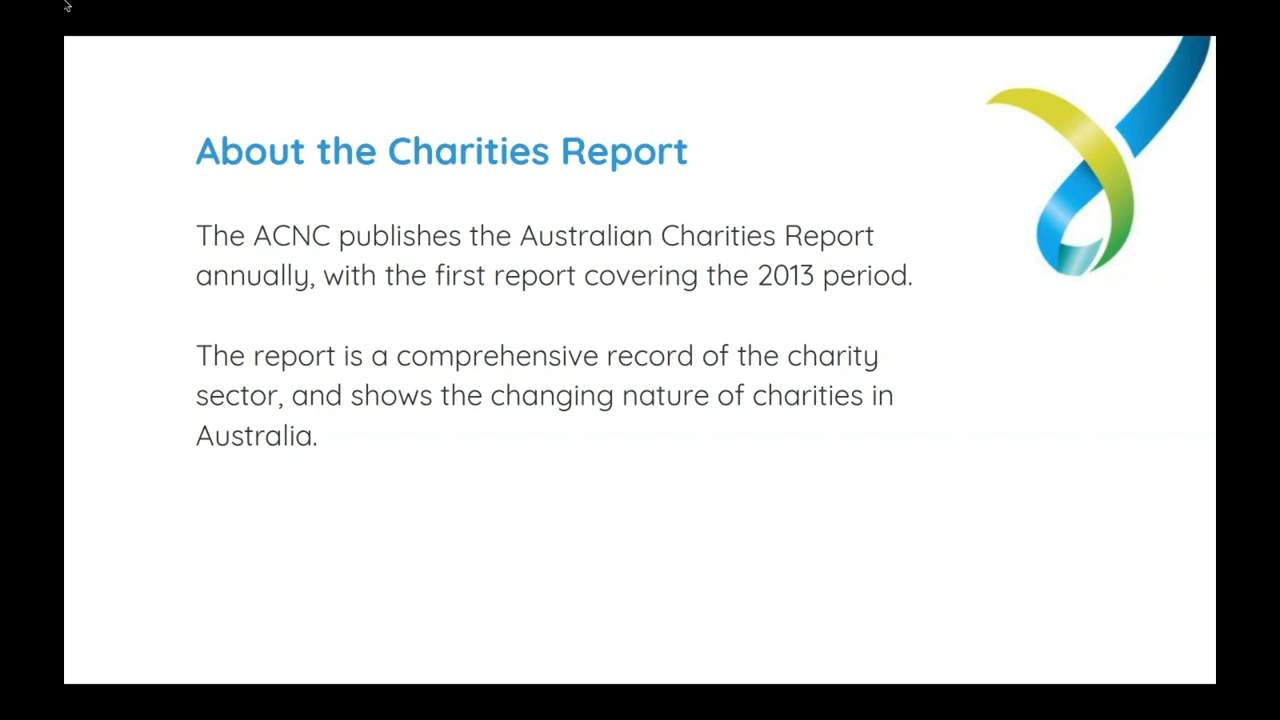 About the Charities Report
The ACNC publishes the Australian Charities Report
annually, with the first report covering the 2013 period.
The report is a comprehensive record of the charity
sector, and shows the changing nature of charities in
Australia.